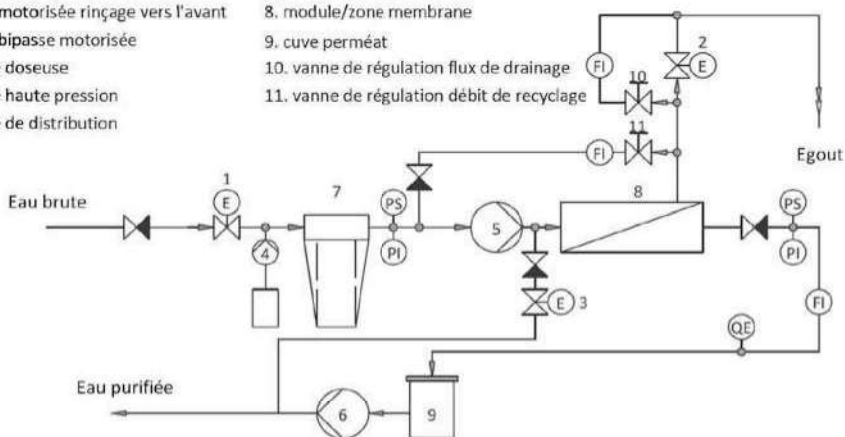 motorisée rinçage vers l'avant
bipasse motorisée
doseuse
haute pression
de distribution
8. module/zone membrane
9. cuve perméat
10. vanne de régulation flux de drainage
11. vanne de régulation débit de recyclage
FI
10
2
E
11
FI
Egout
Eau brute
1
E
4
7
PS
PI
5
8
PS
PI
E 3
FI
QE
Eau purifiée
6
9